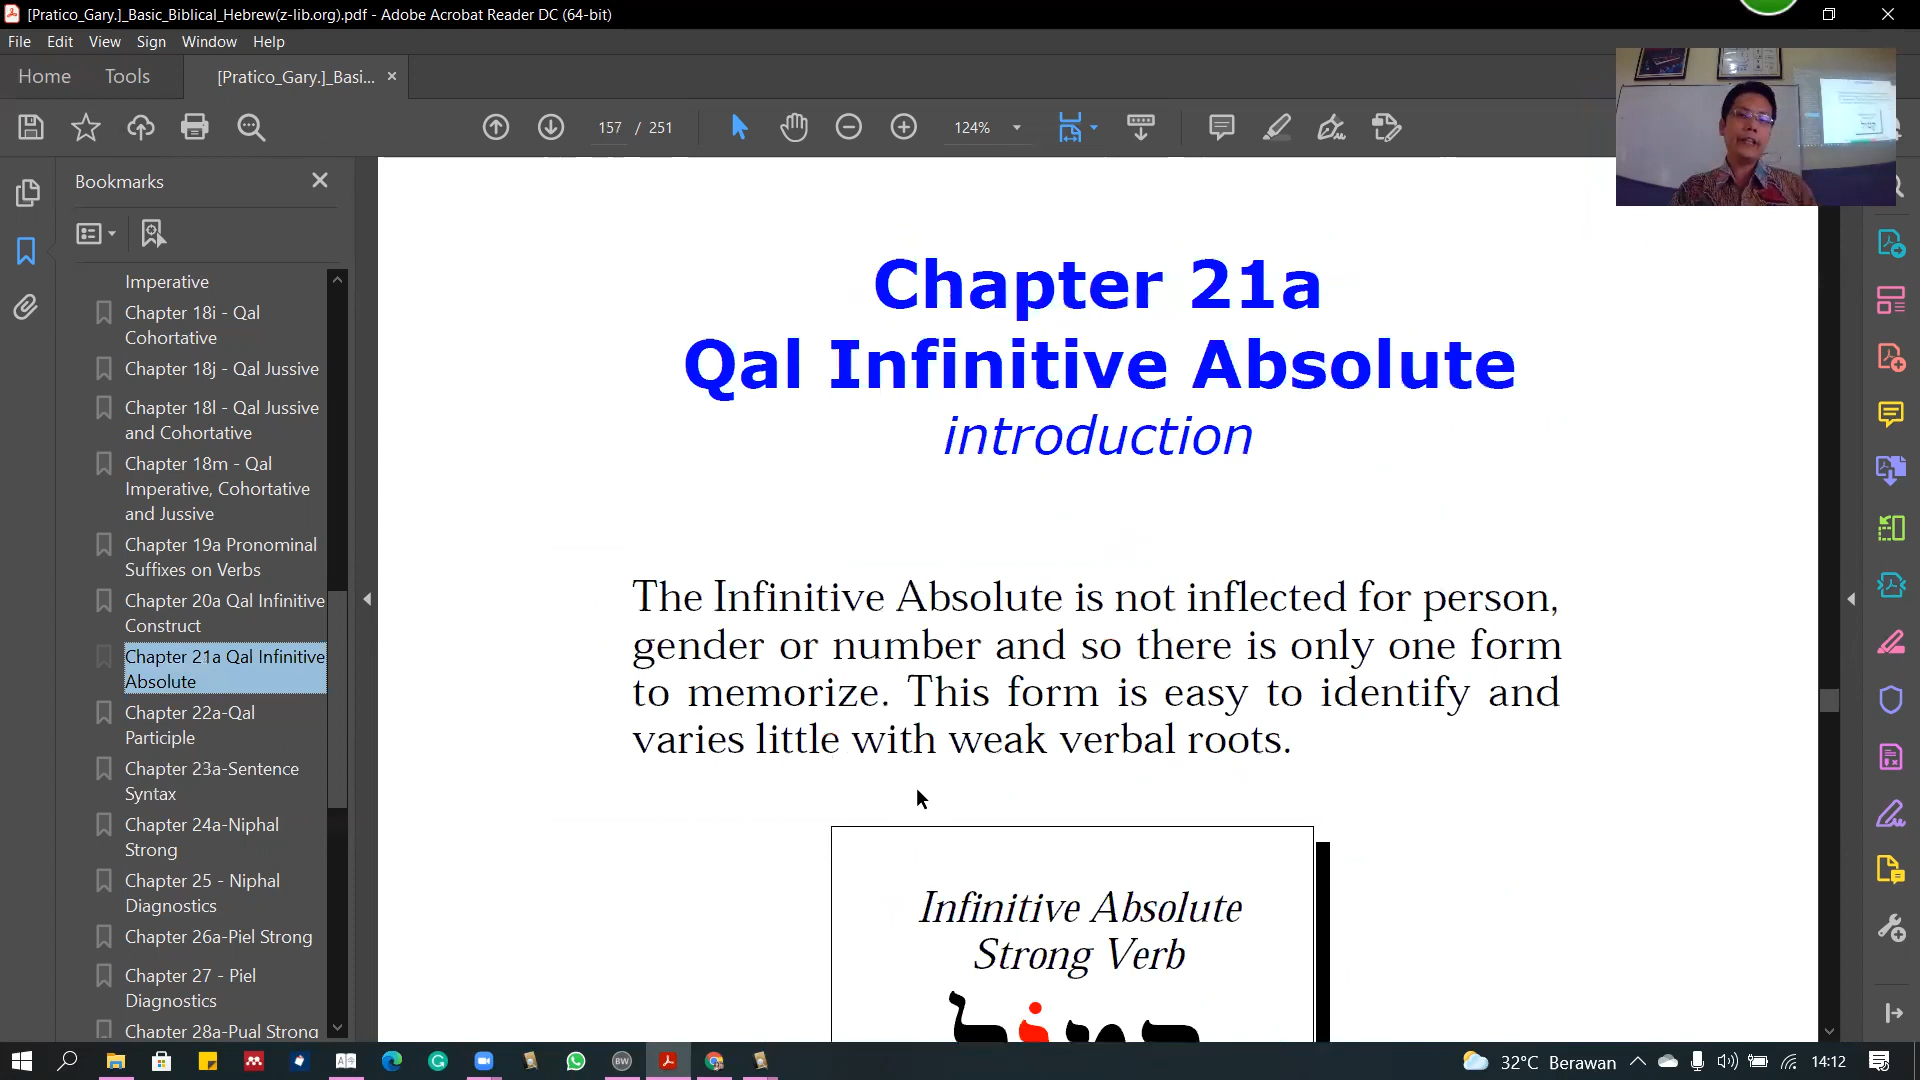 [Pratico_Gary.]_Basic_Biblical_Hebrew(z-lib.org).pdf - Adobe Acrobat Reader DC (64-bit)
File Edit View Sign Window Help
Home Tools [Pratico_Gary.]_Basi... ×
157 / 251 124%
Bookmarks
Imperative
Chapter 18i - Qal
Cohortative
Chapter 18j - Qal Jussive
Chapter 18l - Qal Jussive
and Cohortative
Chapter 18m - Qal
Imperative, Cohortative
and Jussive
Chapter 19a Pronominal
Suffixes on Verbs
Chapter 20a Qal Infinitive
Construct
Chapter 21a Qal Infinitive
Absolute
Chapter 22a-Qal
Participle
Chapter 23a-Sentence
Syntax
Chapter 24a-Niphal
Strong
Chapter 25 - Niphal
Diagnostics
Chapter 26a-Piel Strong
Chapter 27 - Piel
Diagnostics
Chapter 28a-Pual Strong
Chapter 21a
Qal Infinitive Absolute
introduction
The Infinitive Absolute is not inflected for person,
gender or number and so there is only one form
to memorize. This form is easy to identify and
varies little with weak verbal roots.
Infinitive Absolute
Strong Verb
32°C Berawan 14:12